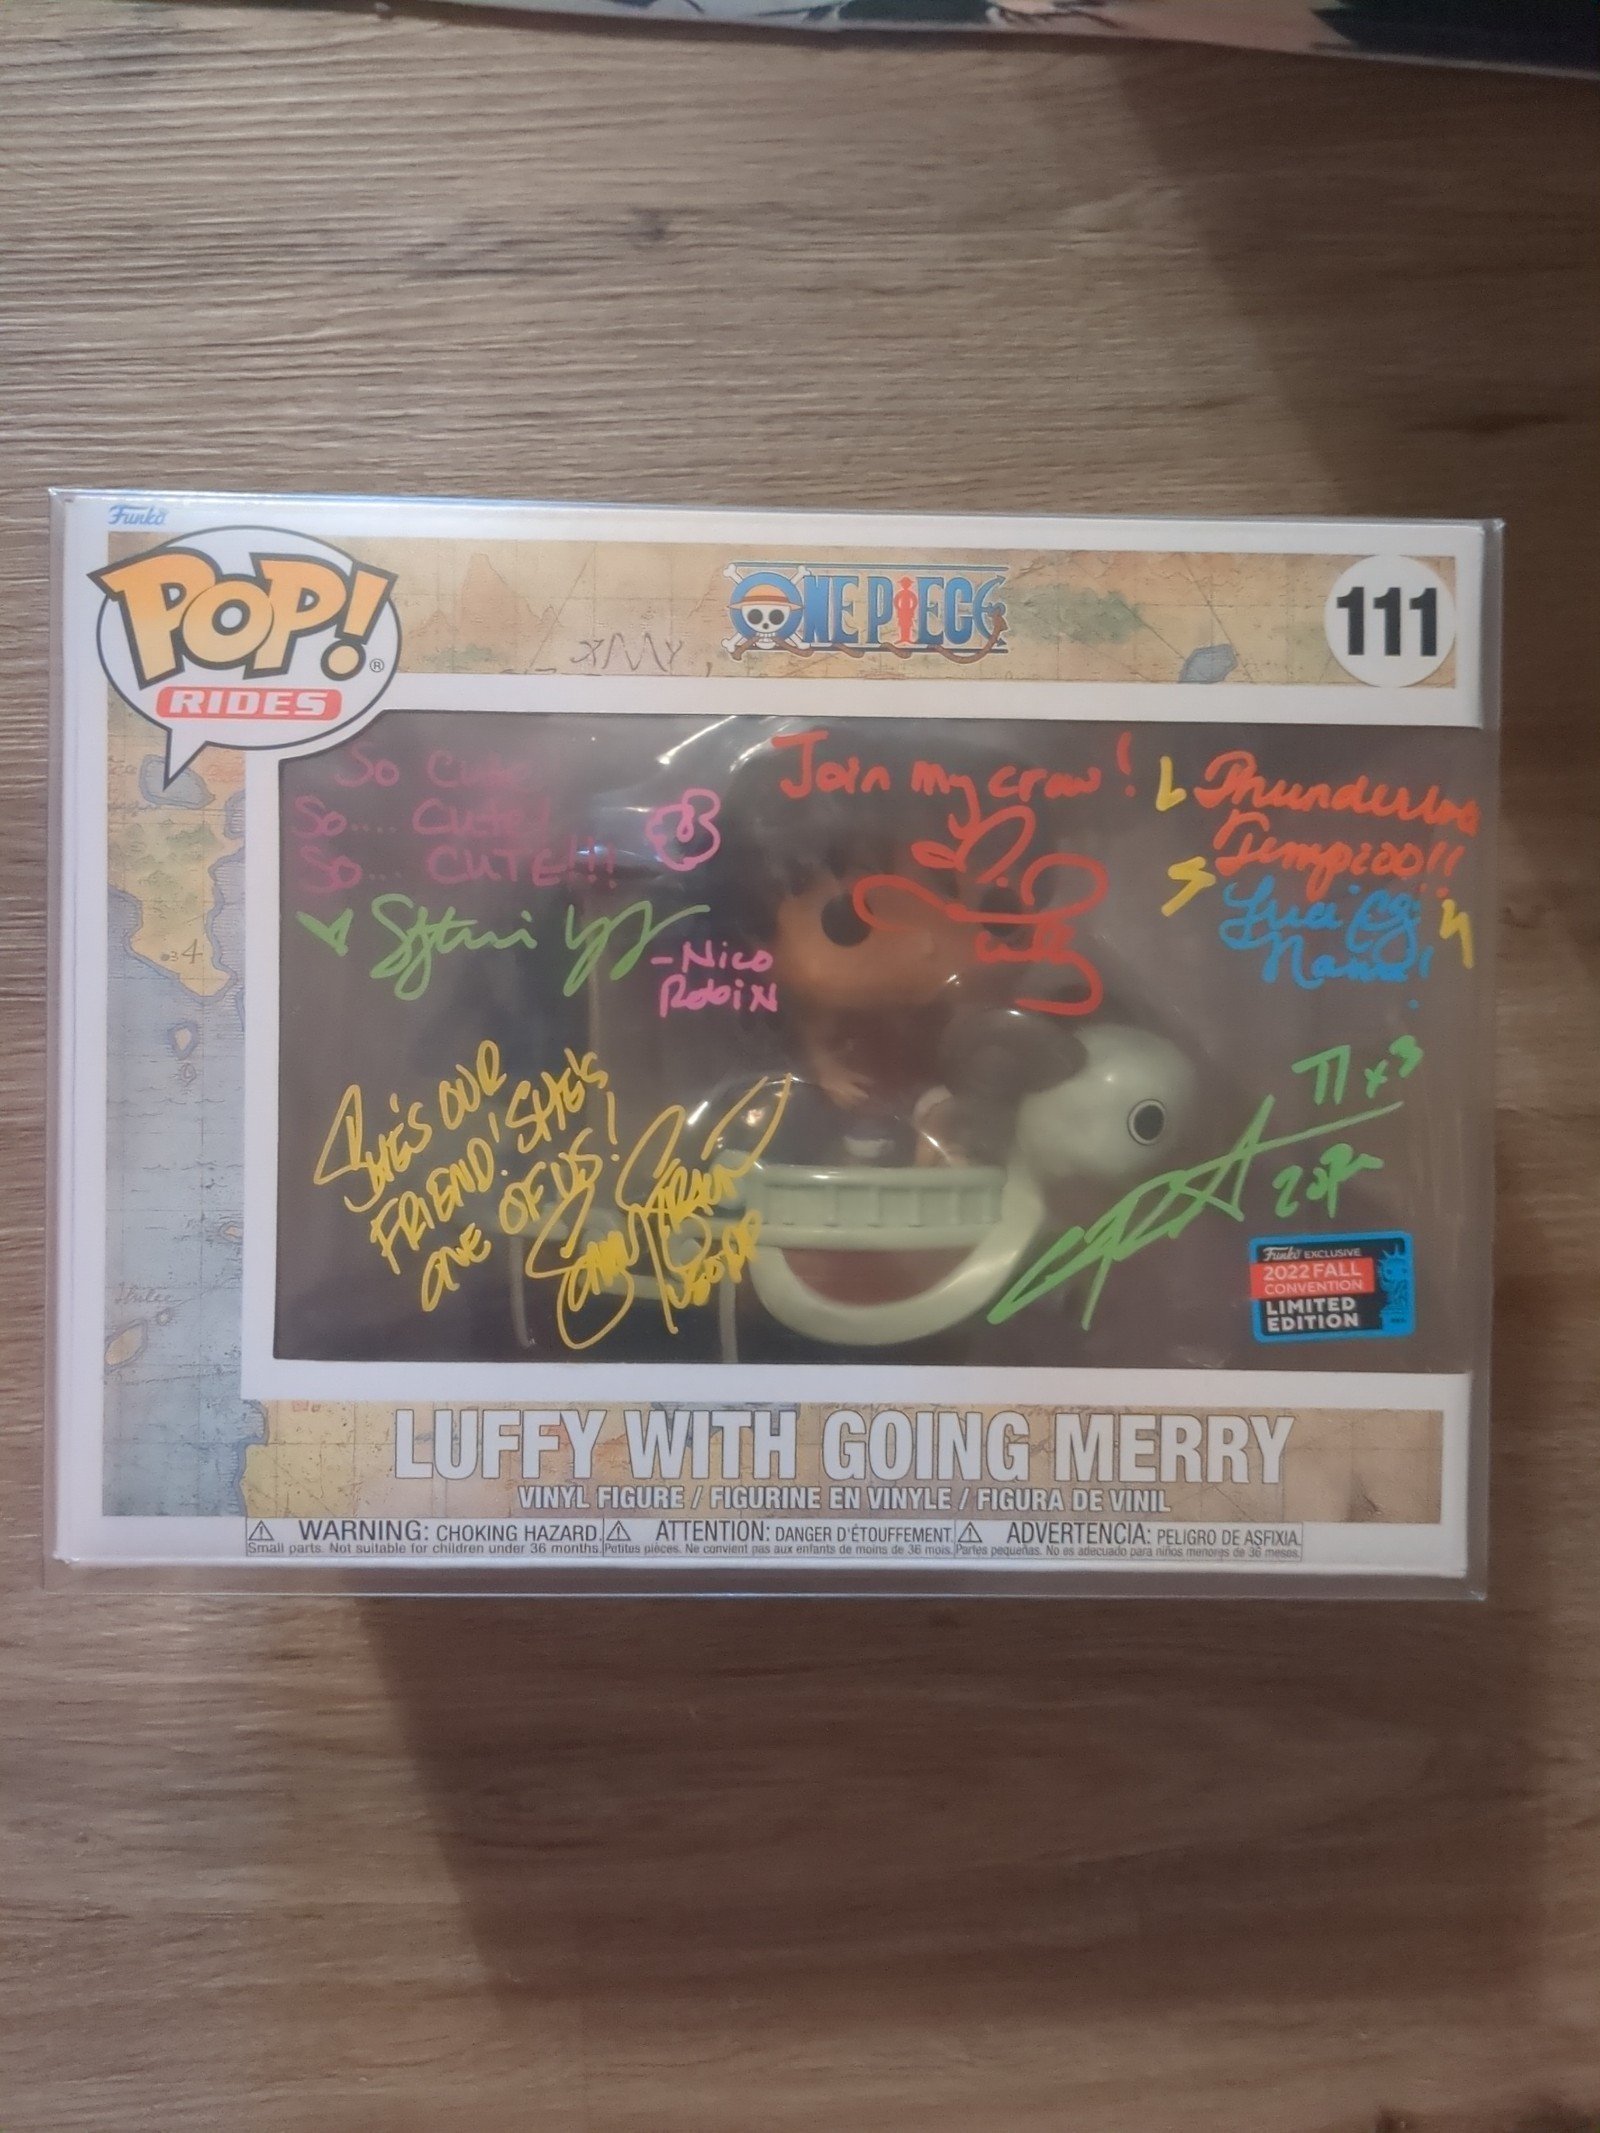 Funko
POP!
RIDES
ONE PIECE
111
So Cute
So.... Cute!
So... CUTE!!!
- Nico
Robin
Join my crew!
Luffy
Nami!
SHE'S OUR
FRIEND! SHE'S
ONE OF US!
Funko EXCLUSIVE
2022 FALL
CONVENTION
LIMITED
EDITION
LUFFY WITH GOING MERRY
VINYL FIGURE / FIGURINE EN VINYLE / FIGURA DE VINIL
WARNING: CHOKING HAZARD.
Small parts. Not suitable for children under 36 months.
ATTENTION: DANGER D'ÉTOUFFEMENT.
Petites pièces. Ne convient pas aux enfants de moins de 36 mois.
ADVERTENCIA: PELIGRO DE ASFIXIA.
Partes pequeñas. No es adecuado para niños menores de 36 meses.